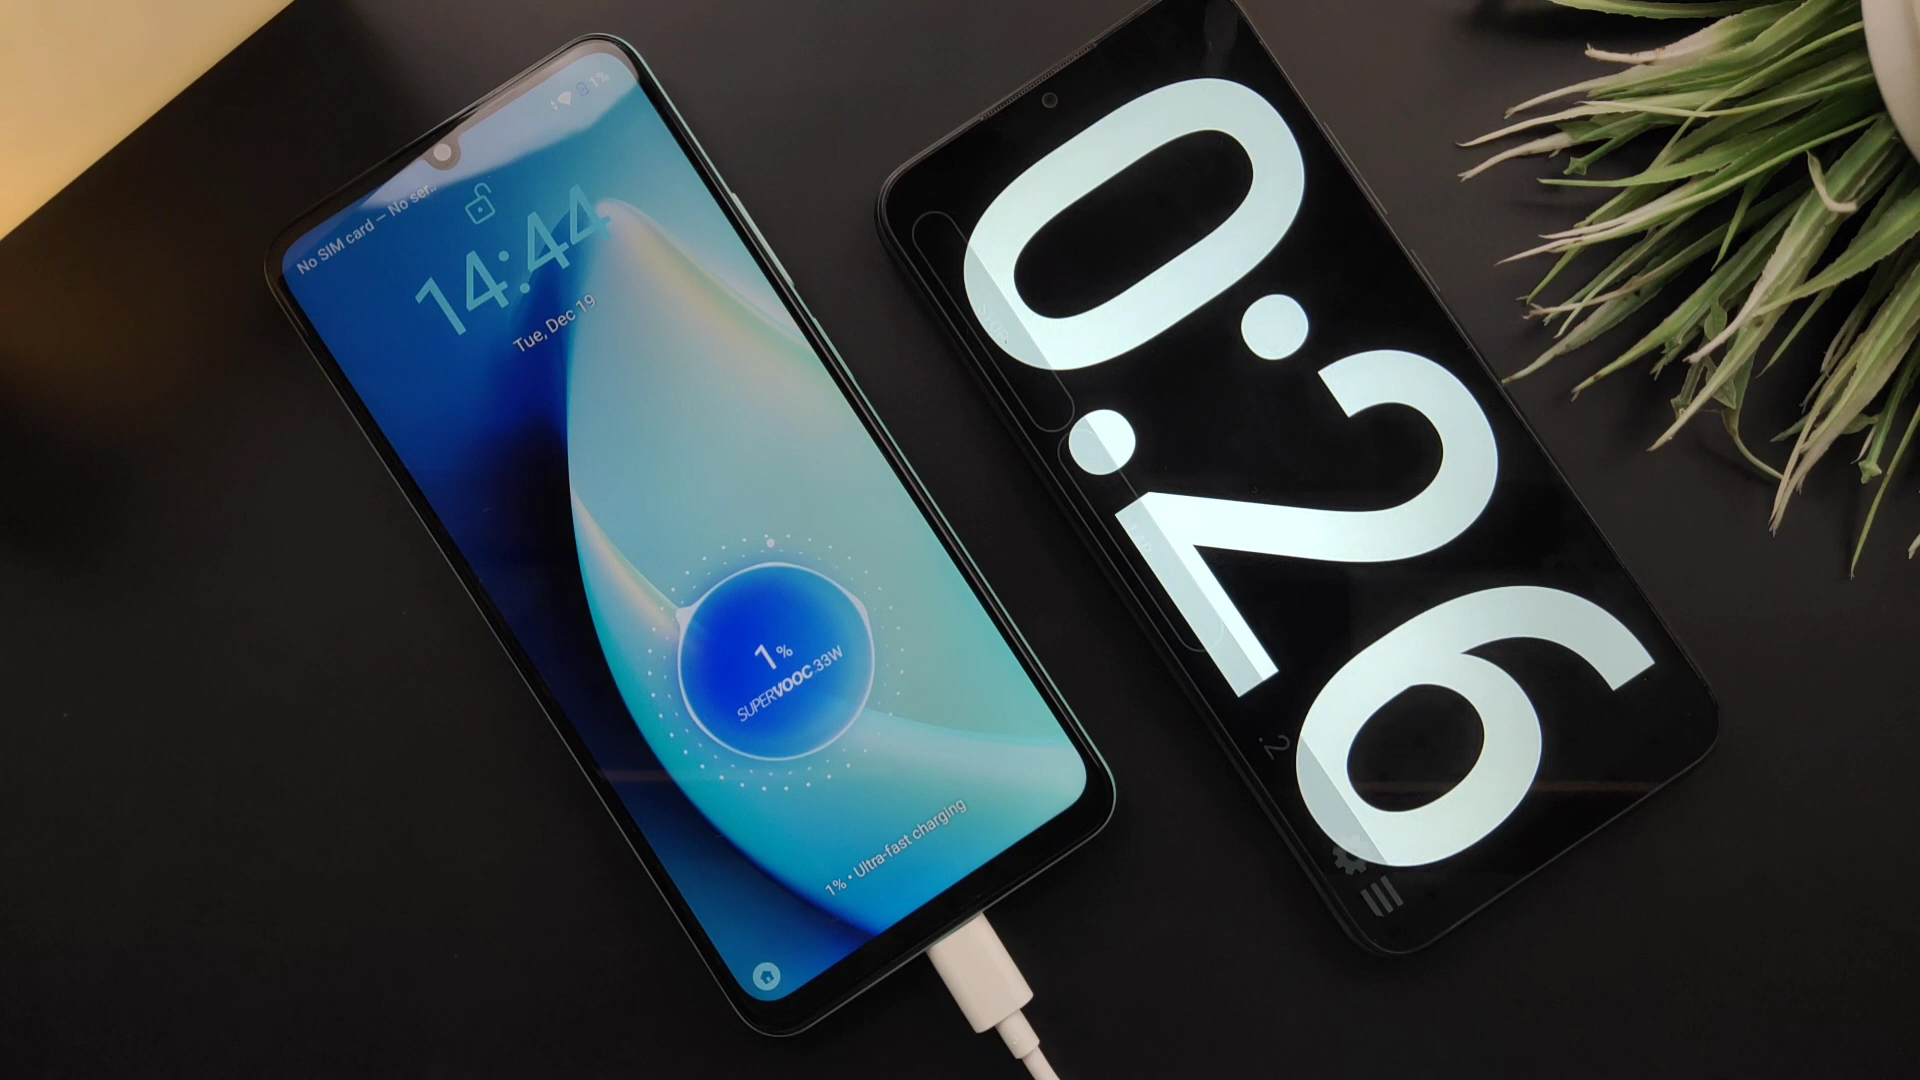 1%
No SIM card — No ser..
14:44
Tue, Dec 19
1%
SUPERVOOC 33W
1% • Ultra-fast charging
0:26